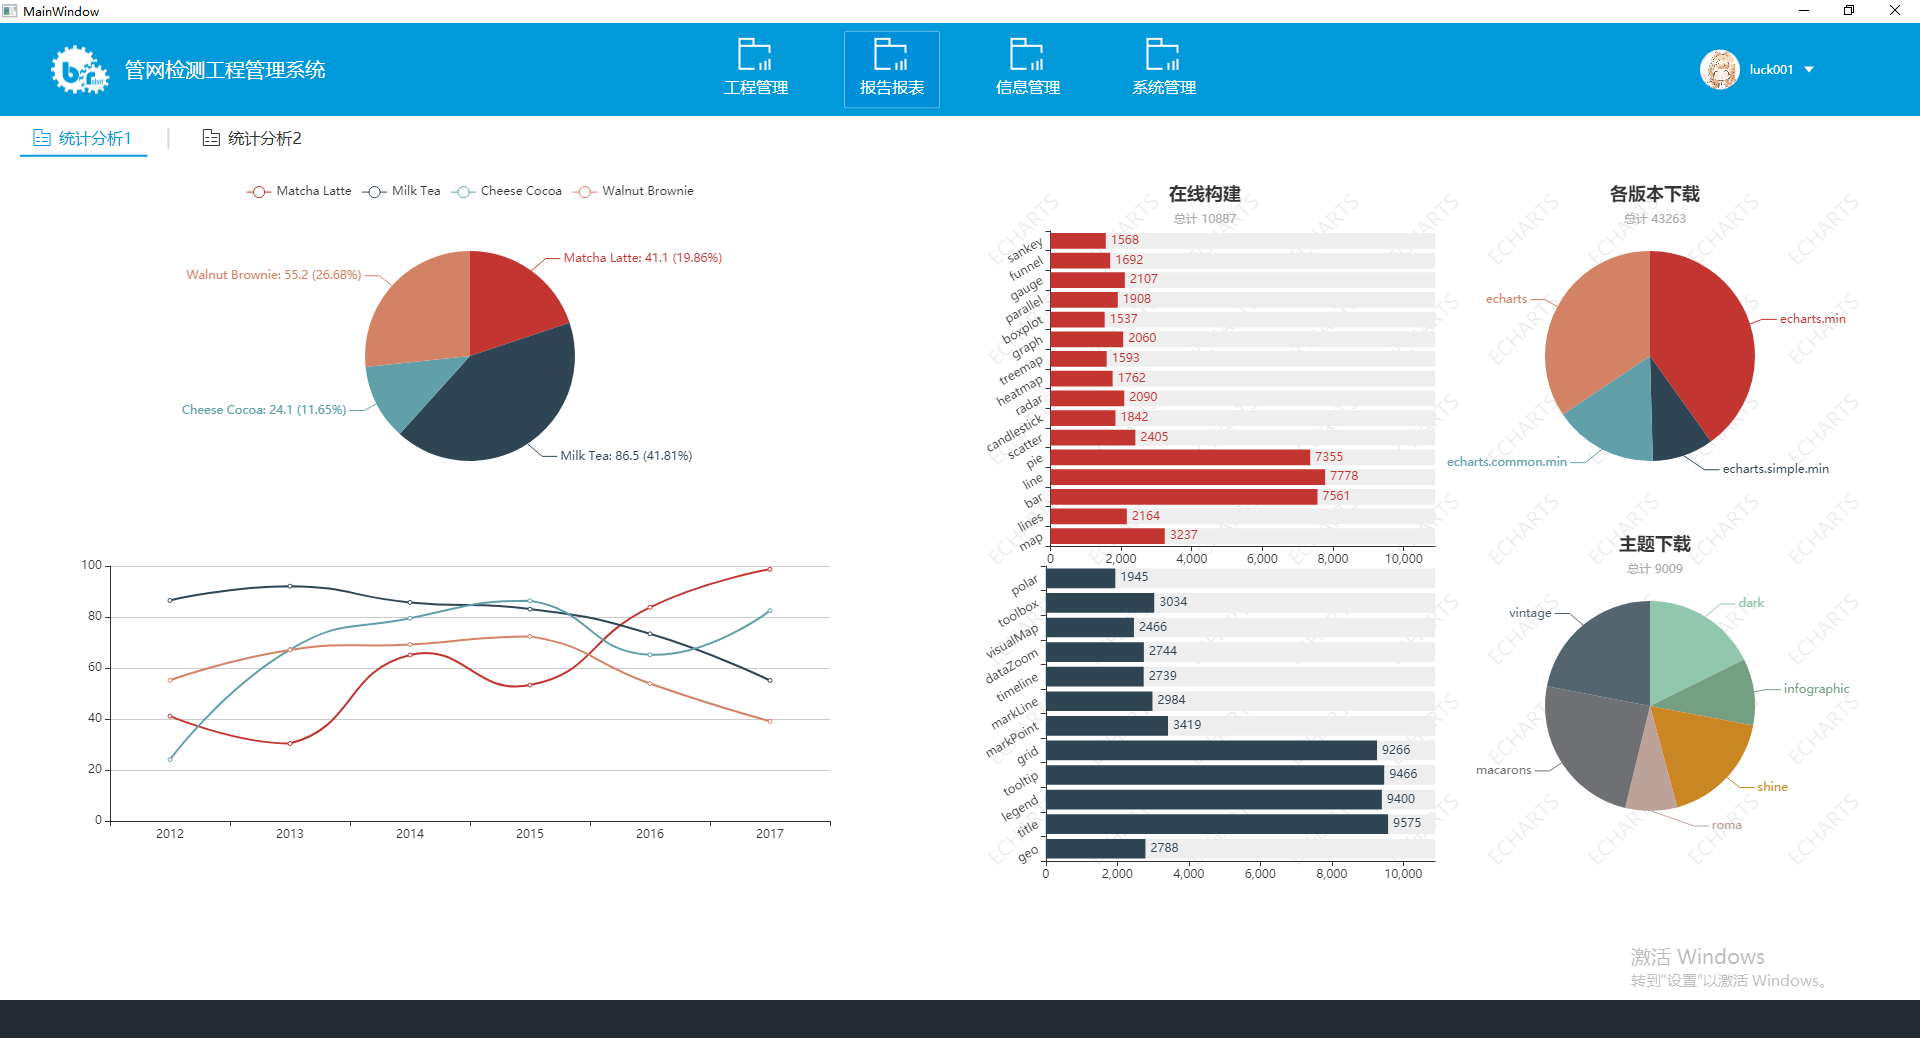 MainWindow
管网检测工程管理系统
工程管理
报告报表
信息管理
系统管理
luck001
统计分析1
统计分析2
Matcha Latte
Milk Tea
Cheese Cocoa
Walnut Brownie
Matcha Latte: 41.1 (19.86%)
Walnut Brownie: 55.2 (26.68%)
Cheese Cocoa: 24.1 (11.65%)
Milk Tea: 86.5 (41.81%)
100
80
60
40
20
0
2012 2013 2014 2015 2016 2017
在线构建
总计 10887
sankey 1568
funnel 1692
gauge 2107
parallel 1908
boxplot 1537
graph 2060
treemap 1593
heatmap 1762
radar 2090
candlestick 1842
scatter 2405
pie 7355
line 7778
bar 7561
lines 2164
map 3237
0 2,000 4,000 6,000 8,000 10,000
polar 1945
toolbox 3034
visualMap 2466
dataZoom 2744
timeline 2739
markLine 2984
markPoint 3419
grid 9266
tooltip 9466
legend 9400
title 9575
geo 2788
0 2,000 4,000 6,000 8,000 10,000
各版本下载
总计 43263
echarts
echarts.min
echarts.common.min
echarts.simple.min
主题下载
总计 9009
vintage
dark
infographic
macarons
shine
roma
ECHARTS
激活 Windows
转到“设置”以激活 Windows。